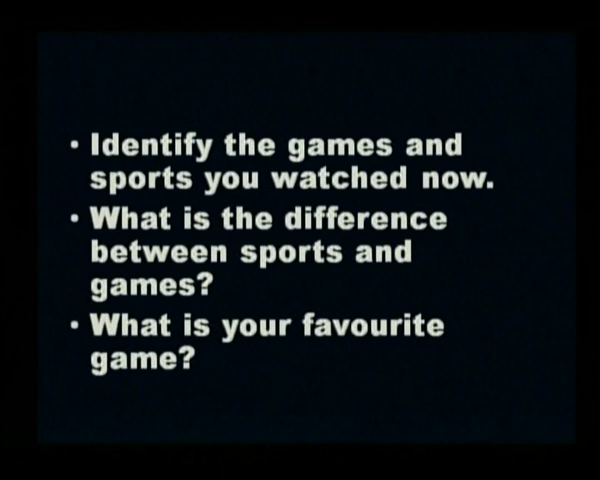 • Identify the games and
sports you watched now.
• What is the difference
between sports and
games?
• What is your favourite
game?